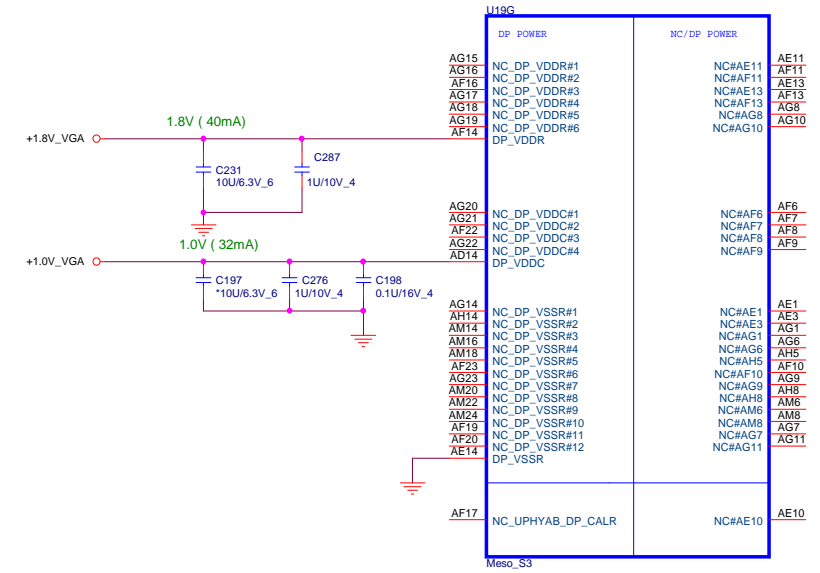 U19G
DP POWER
NC/DP POWER
AG15 NC_DP_VDDR#1
AG16 NC_DP_VDDR#2
AF16 NC_DP_VDDR#3
AG17 NC_DP_VDDR#4
AG18 NC_DP_VDDR#5
AG19 NC_DP_VDDR#6
AF14 DP_VDDR
NC#AE11 AE11
NC#AF11 AF11
NC#AE13 AE13
NC#AF13 AF13
NC#AG8 AG8
NC#AG10 AG10
1.8V ( 40mA)
+1.8V_VGA
C231
10U/6.3V_6
C287
1U/10V_4
AG20 NC_DP_VDDC#1
AG21 NC_DP_VDDC#2
AF22 NC_DP_VDDC#3
AG22 NC_DP_VDDC#4
AD14 DP_VDDC
NC#AF6 AF6
NC#AF7 AF7
NC#AF8 AF8
NC#AF9 AF9
1.0V ( 32mA)
+1.0V_VGA
C197
*10U/6.3V_6
C276
1U/10V_4
C198
0.1U/16V_4
AG14 NC_DP_VSSR#1
AH14 NC_DP_VSSR#2
AM14 NC_DP_VSSR#3
AM16 NC_DP_VSSR#4
AM18 NC_DP_VSSR#5
AF23 NC_DP_VSSR#6
AG23 NC_DP_VSSR#7
AM20 NC_DP_VSSR#8
AM22 NC_DP_VSSR#9
AM24 NC_DP_VSSR#10
AF19 NC_DP_VSSR#11
AF20 NC_DP_VSSR#12
AE14 DP_VSSR
NC#AE1 AE1
NC#AE3 AE3
NC#AG1 AG1
NC#AG6 AG6
NC#AH5 AH5
NC#AF10 AF10
NC#AG9 AG9
NC#AH8 AH8
NC#AM6 AM6
NC#AM8 AM8
NC#AG7 AG7
NC#AG11 AG11
AF17 NC_UPHYAB_DP_CALR
NC#AE10 AE10
Meso_S3